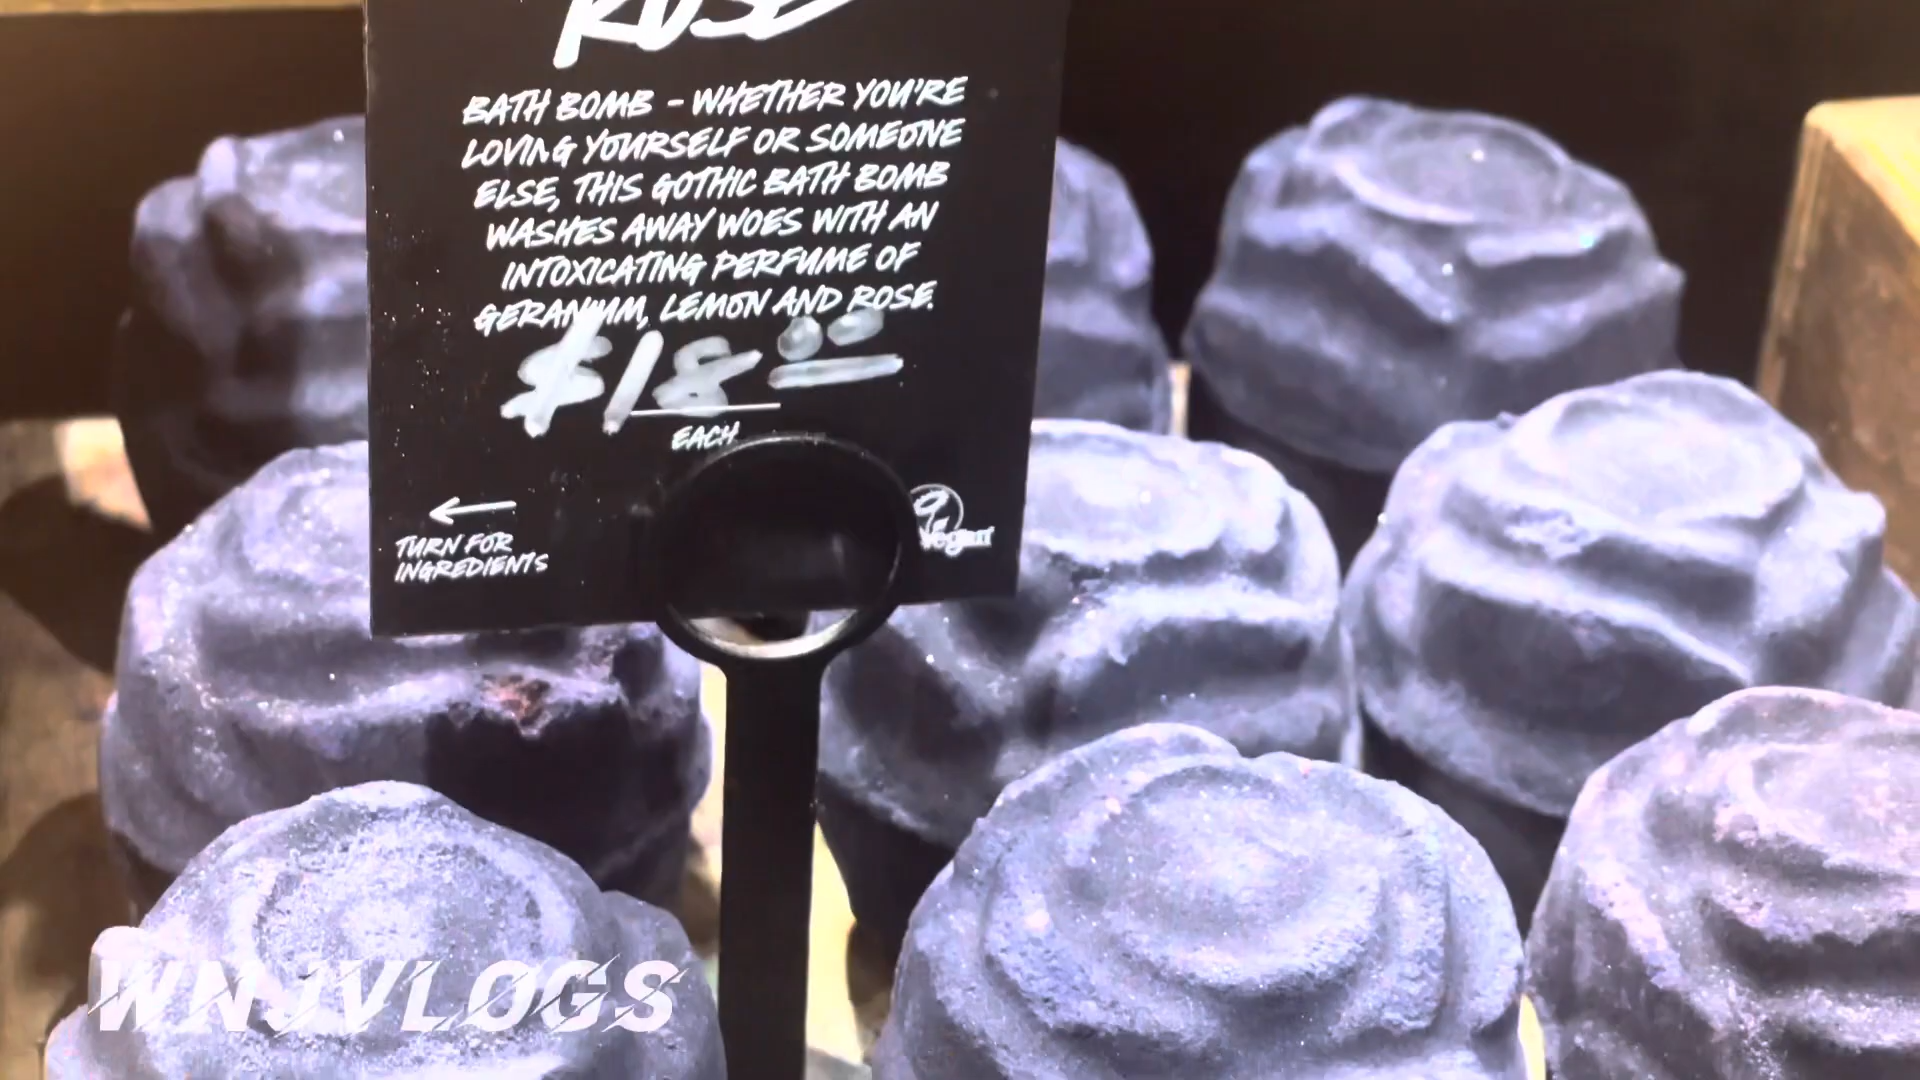 ROSE
BATH BOMB - WHETHER YOU'RE
LOVING YOURSELF OR SOMEONE
ELSE, THIS GOTHIC BATH BOMB
WASHES AWAY WOES WITH AN
INTOXICATING PERFUME OF
GERANIUM, LEMON AND ROSE.
$18.00
EACH
TURN FOR
INGREDIENTS
Vegan
WNJVLOGS